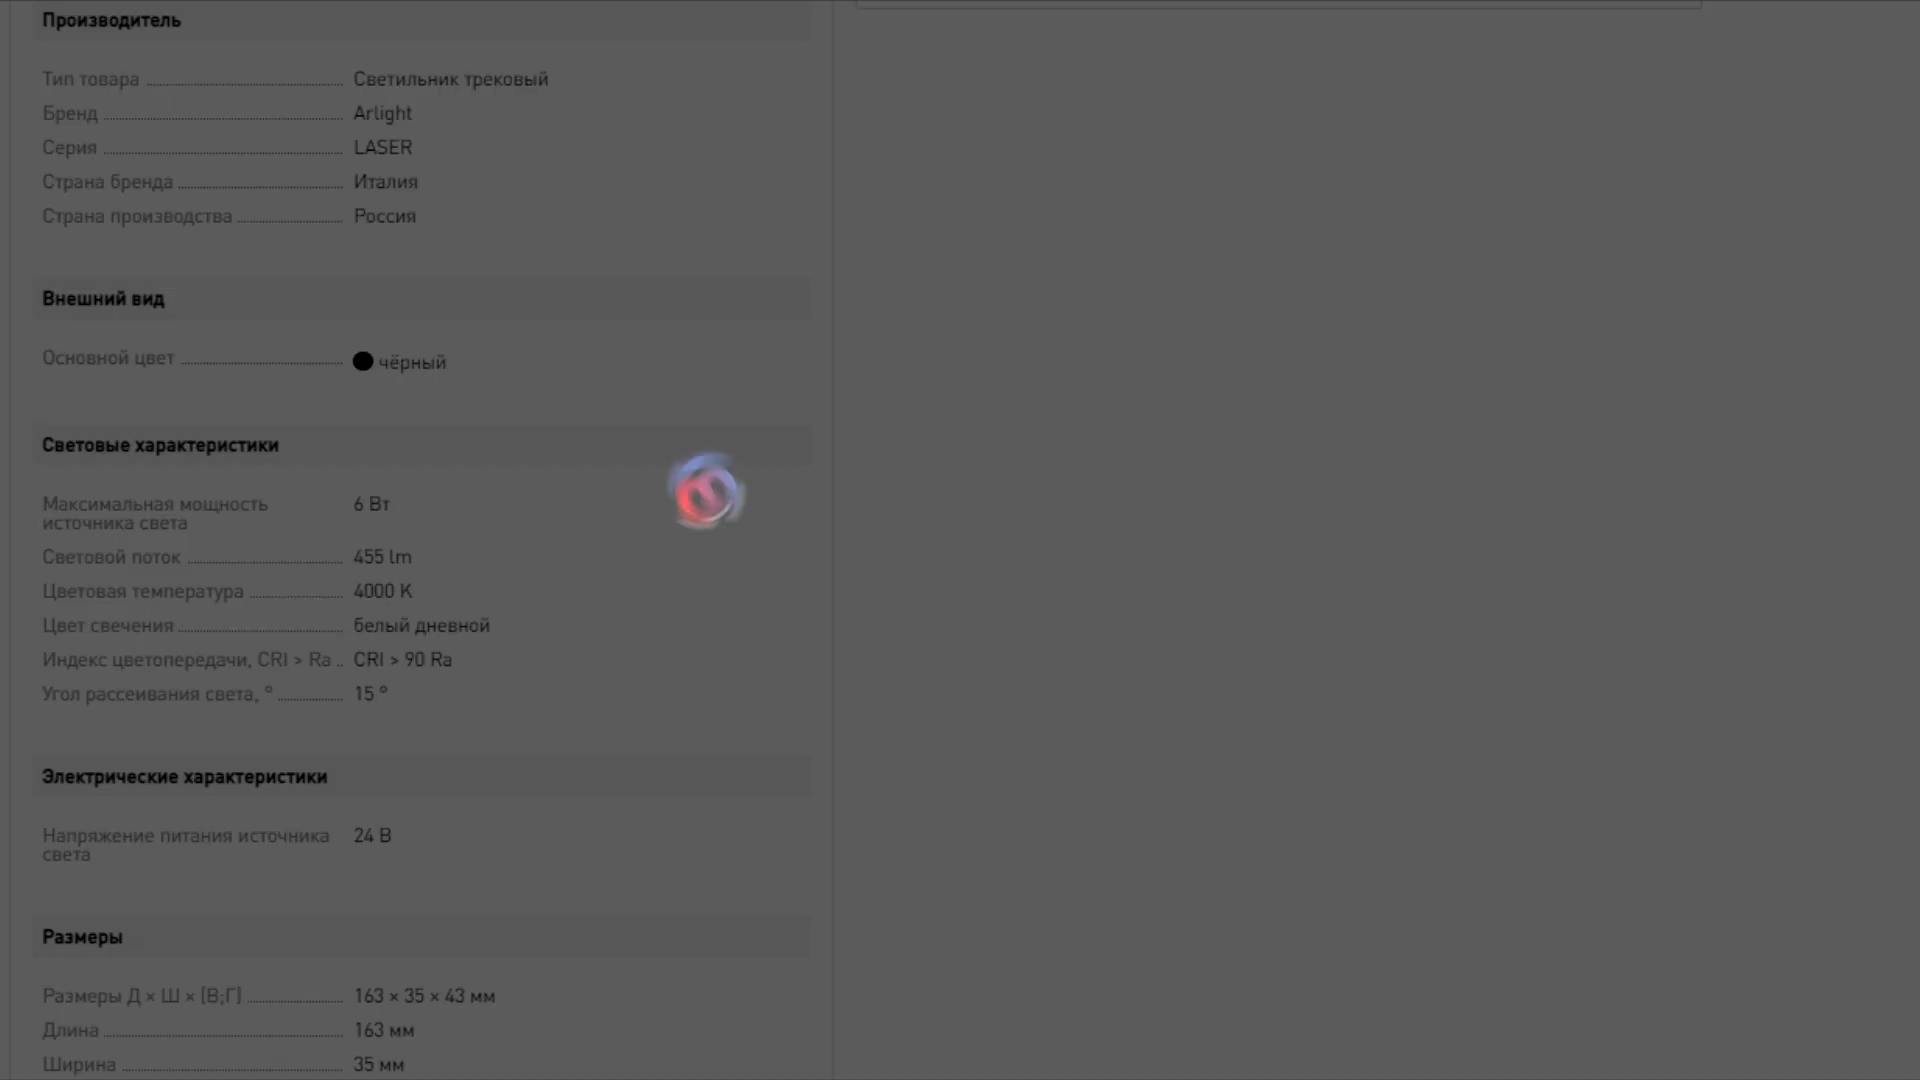 Производитель
Тип товара Светильник трековый
Бренд Arlight
Серия LASER
Страна бренда Италия
Страна производства Россия
Внешний вид
Основной цвет чёрный
Световые характеристики
Максимальная мощность 6 Вт
источника света
Световой поток 455 lm
Цветовая температура 4000 K
Цвет свечения белый дневной
Индекс цветопередачи, CRI > Ra CRI > 90 Ra
Угол рассеивания света, ° 15 °
Электрические характеристики
Напряжение питания источника 24 В
света
Размеры
Размеры Д × Ш × (В;Г) 163 × 35 × 43 мм
Длина 163 мм
Ширина 35 мм